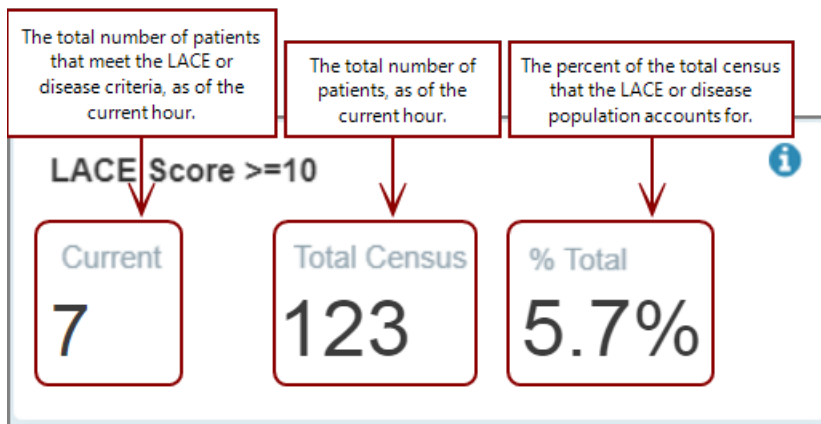 The total number of patients
that meet the LACE or
disease criteria, as of the
current hour.
The total number of
patients, as of the
current hour.
The percent of the total census
that the LACE or disease
population accounts for.
LACE Score >=10
i
Current
7
Total Census
123
% Total
5.7%